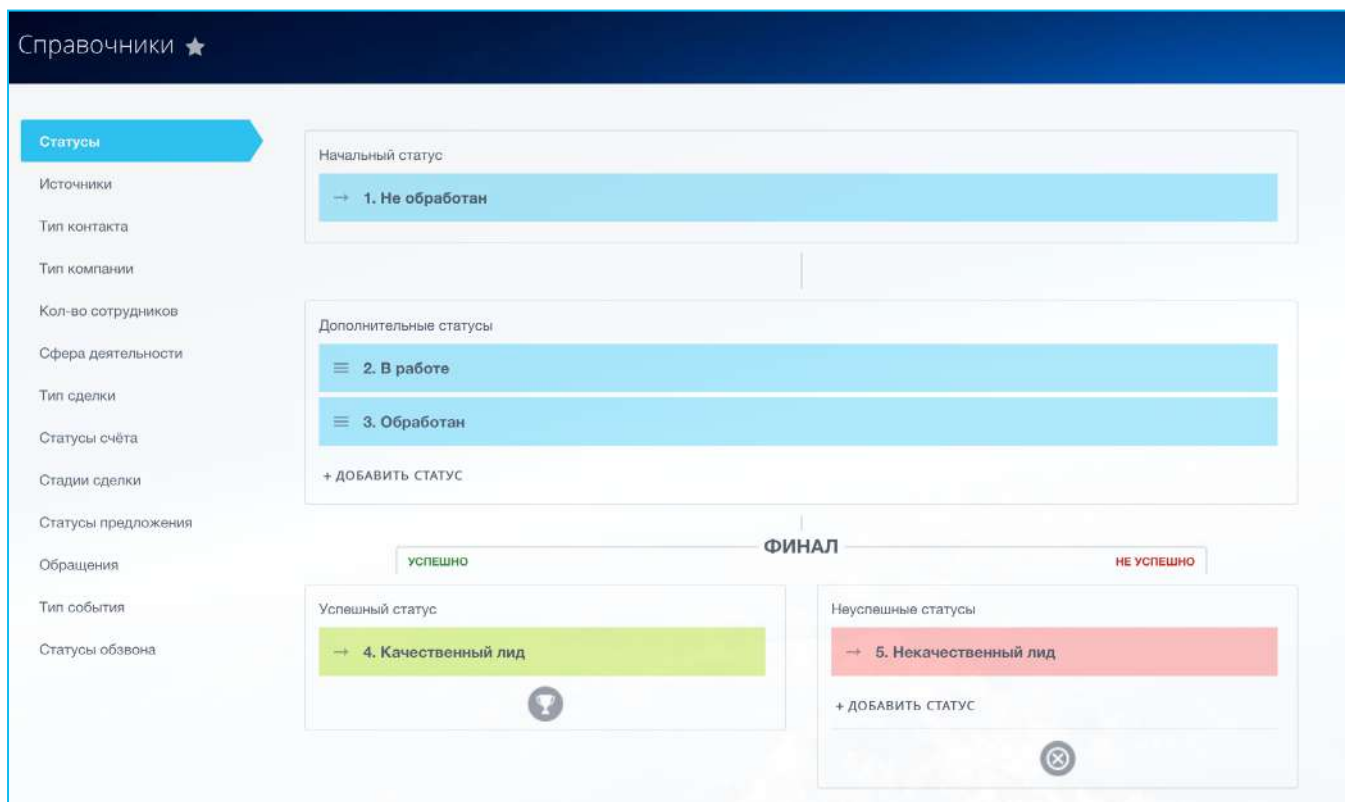 Справочники
Статусы
Источники
Тип контакта
Тип компании
Кол-во сотрудников
Сфера деятельности
Тип сделки
Статусы счёта
Стадии сделки
Статусы предложения
Обращения
Тип события
Статусы обзвона
Начальный статус
1. Не обработан
Дополнительные статусы
2. В работе
3. Обработан
+ ДОБАВИТЬ СТАТУС
ФИНАЛ
УСПЕШНО
НЕ УСПЕШНО
Успешный статус
4. Качественный лид
Неуспешные статусы
5. Некачественный лид
+ ДОБАВИТЬ СТАТУС